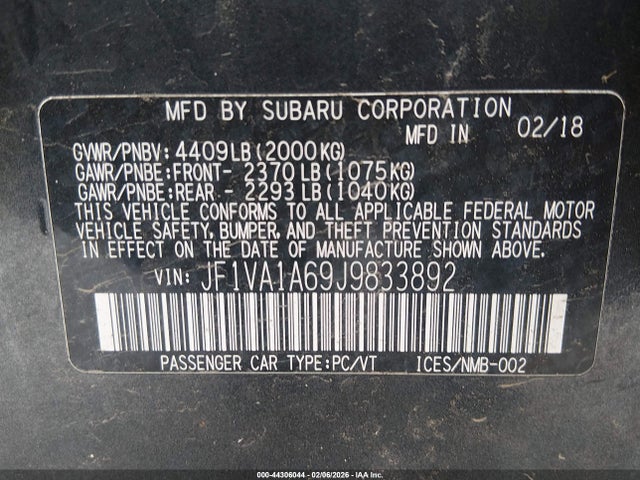 MFD BY SUBARU CORPORATION
MFD IN 02/18
GVWR/PNBV: 4409LB(2000KG)
GAWR/PNBE:FRONT- 2370LB(1075KG)
GAWR/PNBE:REAR - 2293LB(1040KG)
THIS VEHICLE CONFORMS TO ALL APPLICABLE FEDERAL MOTOR
VEHICLE SAFETY, BUMPER, AND THEFT PREVENTION STANDARDS
IN EFFECT ON THE DATE OF MANUFACTURE SHOWN ABOVE.
VIN: JF1VA1A69J9833892
PASSENGER CAR TYPE:PC/VT ICES/NMB-002
000-44306044 - 02/06/2026 - IAA Inc.